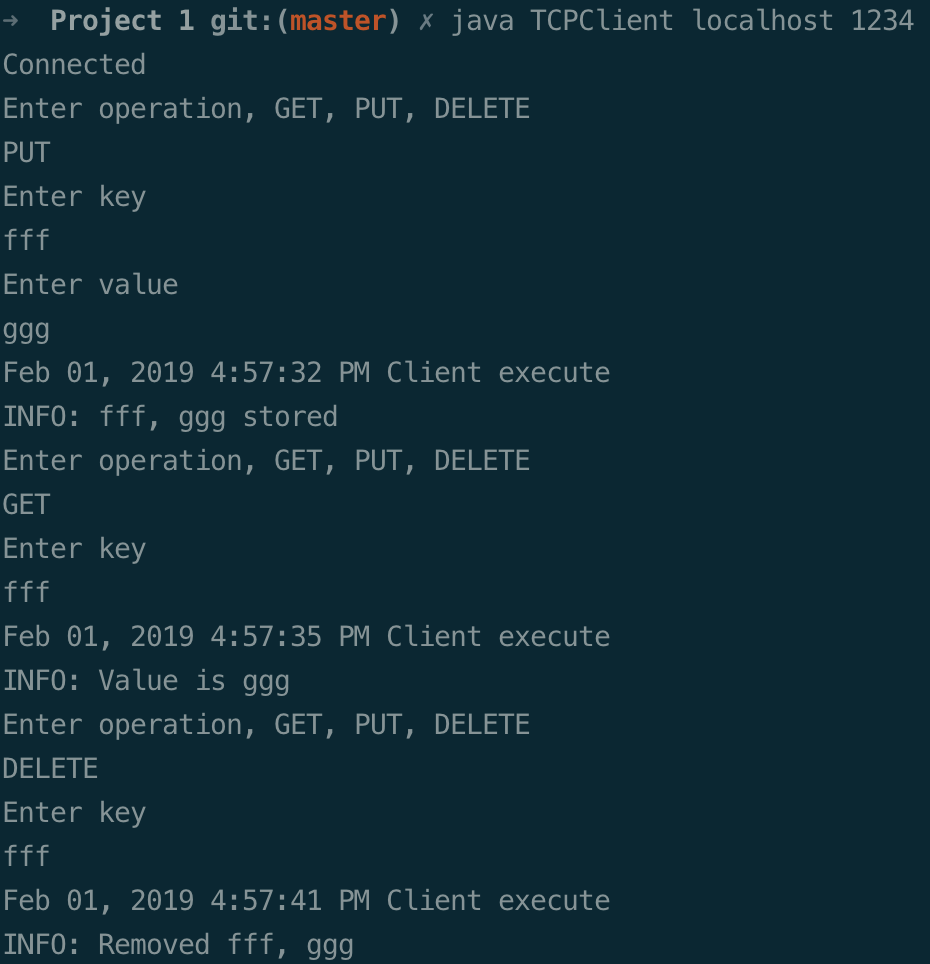 →  Project 1 git:(master) ✗ java TCPClient localhost 1234
Connected
Enter operation, GET, PUT, DELETE
PUT
Enter key
fff
Enter value
ggg
Feb 01, 2019 4:57:32 PM Client execute
INFO: fff, ggg stored
Enter operation, GET, PUT, DELETE
GET
Enter key
fff
Feb 01, 2019 4:57:35 PM Client execute
INFO: Value is ggg
Enter operation, GET, PUT, DELETE
DELETE
Enter key
fff
Feb 01, 2019 4:57:41 PM Client execute
INFO: Removed fff, ggg